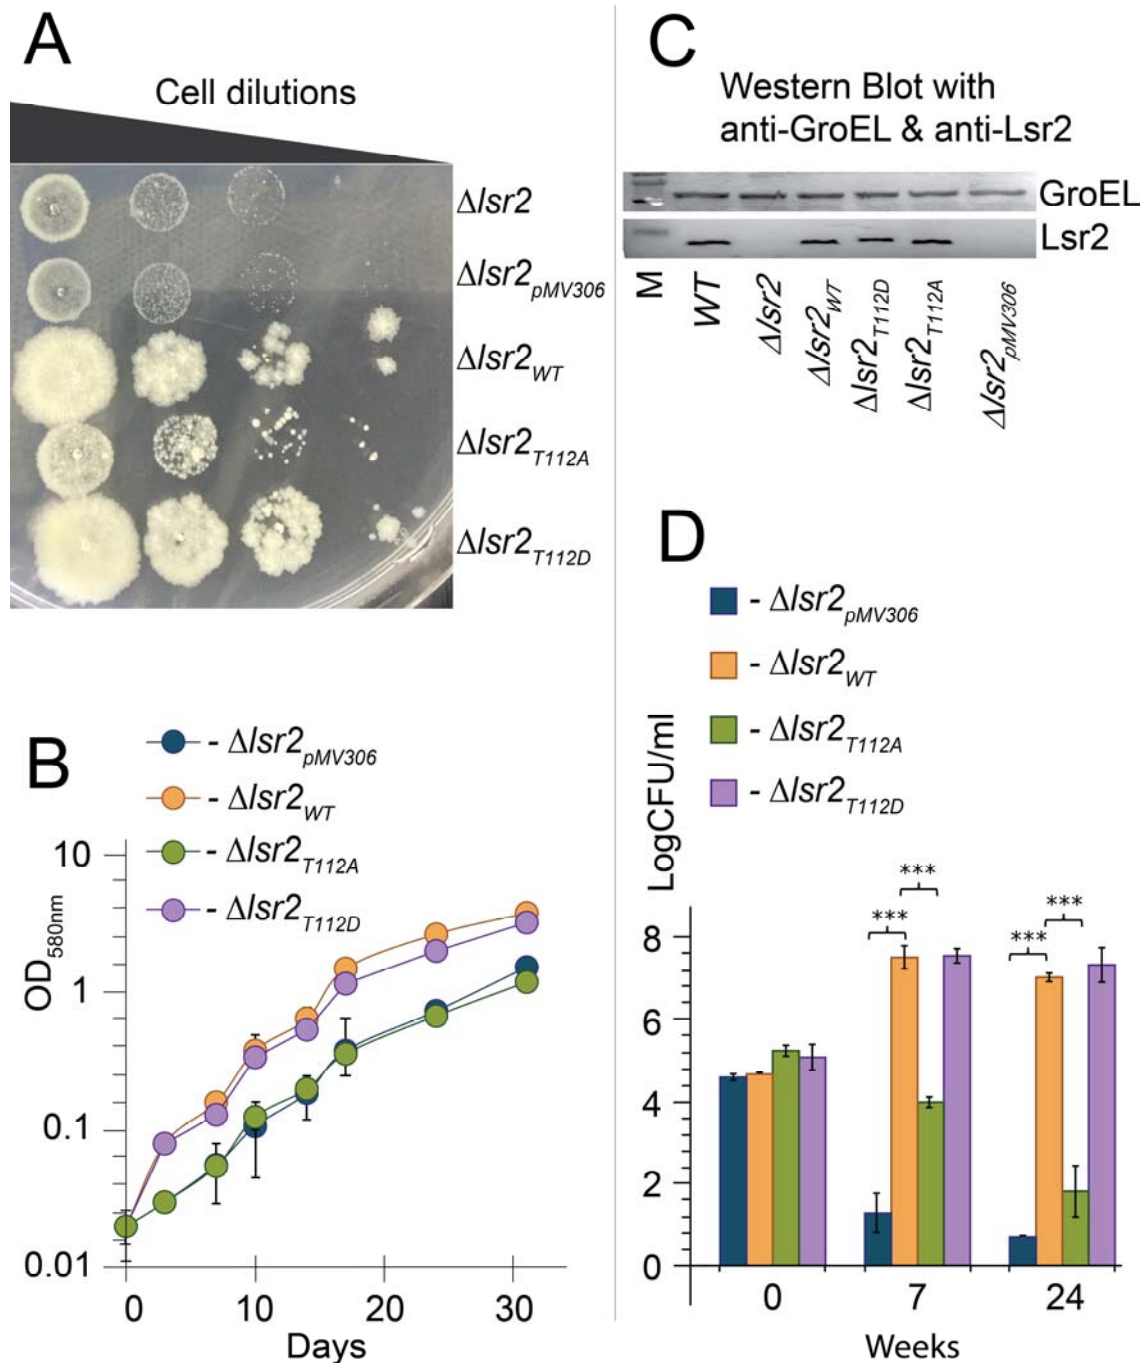 A
Cell dilutions
Δlsr2
Δlsr2pMV306
Δlsr2WT
Δlsr2T112A
Δlsr2T112D
B
- Δlsr2pMV306
- Δlsr2WT
- Δlsr2T112A
- Δlsr2T112D
OD580nm
10
1
0.1
0.01
0 10 20 30
Days
C
Western Blot with
anti-GroEL & anti-Lsr2
GroEL
Lsr2
M
WT
Δlsr2
Δlsr2WT
Δlsr2T112D
Δlsr2T112A
Δlsr2pMV306
D
- Δlsr2pMV306
- Δlsr2WT
- Δlsr2T112A
- Δlsr2T112D
LogCFU/ml
8
6
4
2
0
***
***
***
***
0 7 24
Weeks